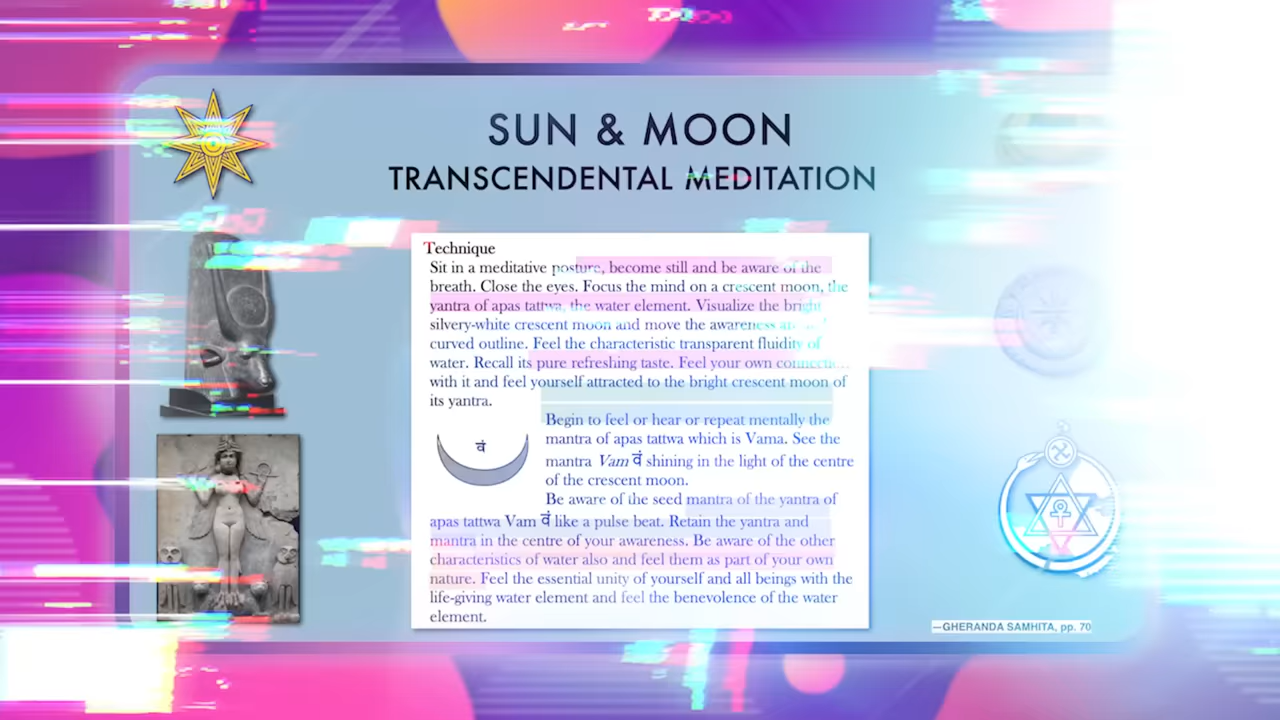 SUN & MOON
TRANSCENDENTAL MEDITATION
Technique
Sit in a meditative posture, become still and be aware of the
breath. Close the eyes. Focus the mind on a crescent moon, the
yantra of apas tattwa, the water element. Visualize the bright
silvery-white crescent moon and move the awareness
curved outline. Feel the characteristic transparent fluidity of
water. Recall its pure refreshing taste. Feel your own
with it and feel yourself attracted to the bright crescent moon of
its yantra.
वं
Begin to feel or hear or repeat mentally the
mantra of apas tattwa which is Vama. See the
mantra Vam वं shining in the light of the centre
of the crescent moon.
Be aware of the seed mantra of the yantra of
apas tattwa Vam वं like a pulse beat. Retain the yantra and
mantra in the centre of your awareness. Be aware of the other
characteristics of water also and feel them as part of your own
nature. Feel the essential unity of yourself and all beings with the
life-giving water element and feel the benevolence of the water
element.
—GHERANDA SAMHITA, pp. 70